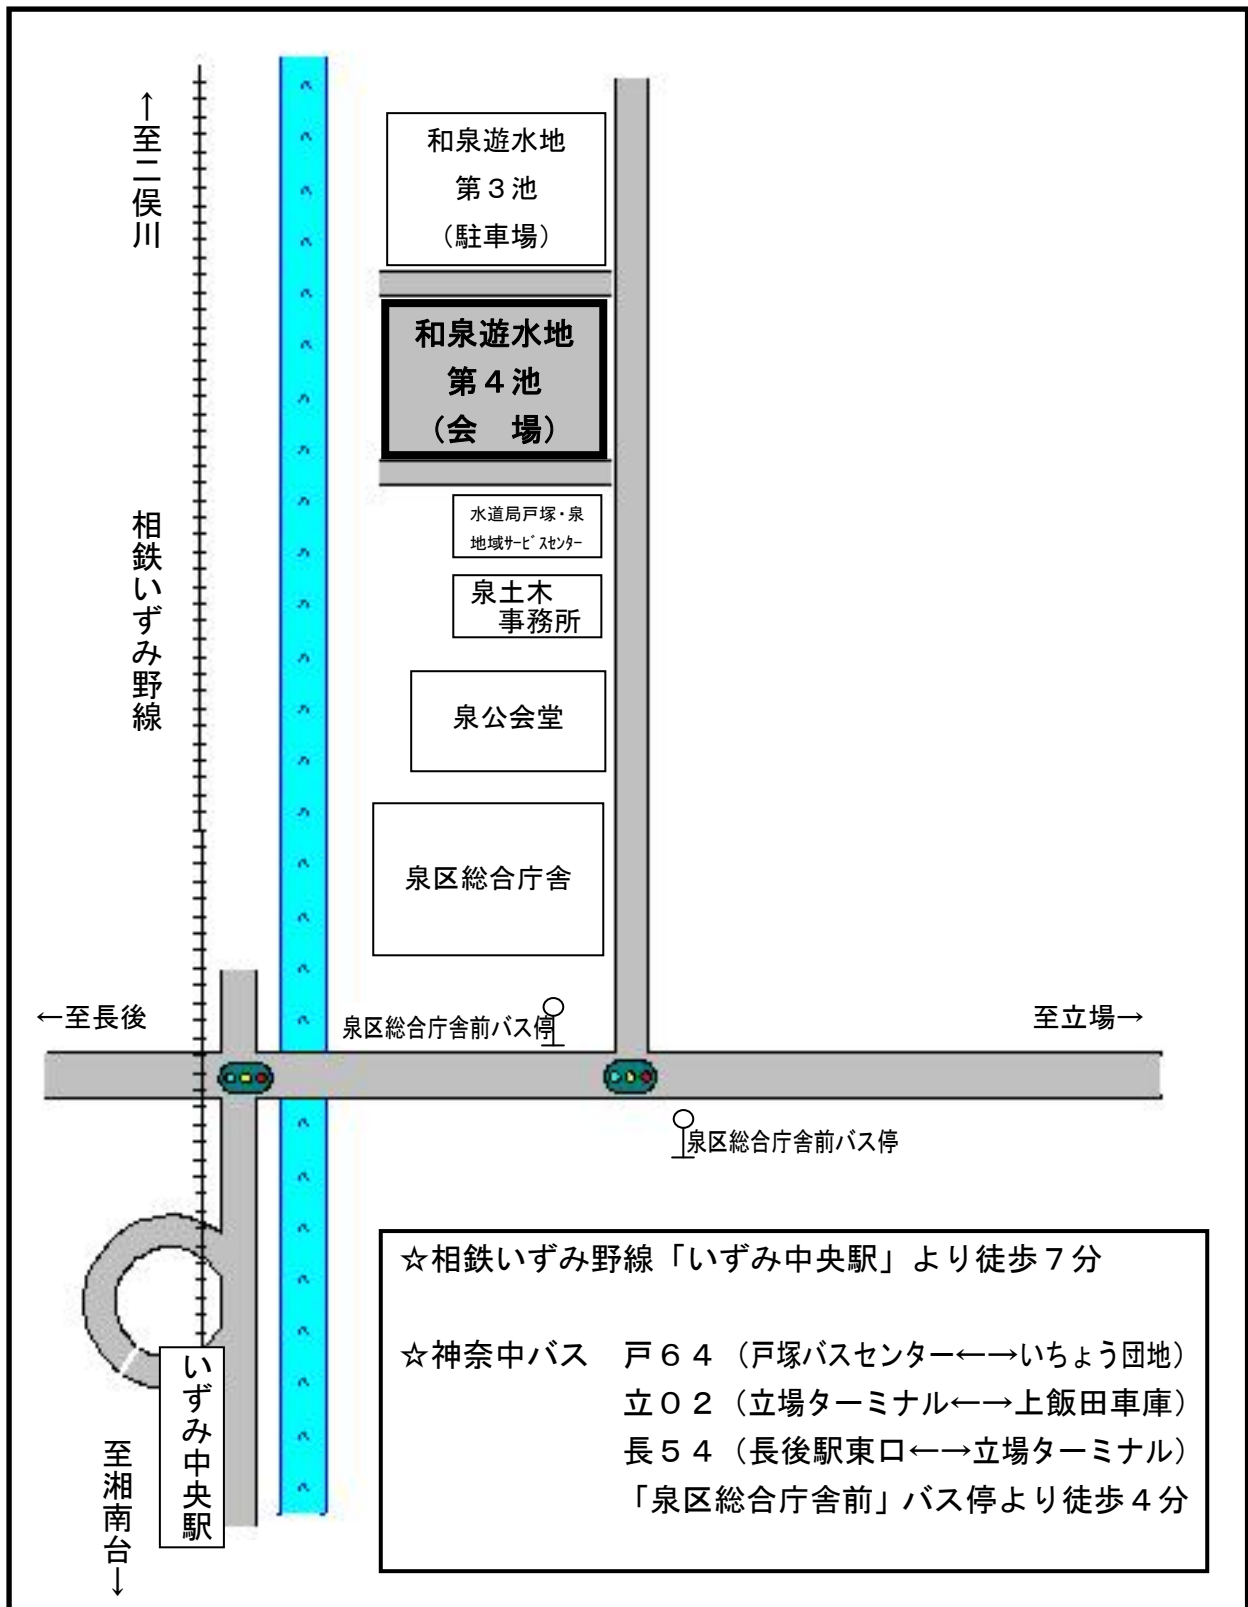 ↑至二俣川
和泉遊水地
第３池
（駐車場）
和泉遊水地
第４池
（会　場）
相鉄いずみ野線
水道局戸塚・泉
地域ｻｰﾋﾞｽｾﾝﾀｰ
泉土木
事務所
泉公会堂
泉区総合庁舎
←至長後
泉区総合庁舎前バス停
至立場→
泉区総合庁舎前バス停
☆相鉄いずみ野線「いずみ中央駅」より徒歩７分
☆神奈中バス　戸６４（戸塚バスセンター←→いちょう団地）
立０２（立場ターミナル←→上飯田車庫）
長５４（長後駅東口←→立場ターミナル）
「泉区総合庁舎前」バス停より徒歩４分
いずみ中央駅
至湘南台↓